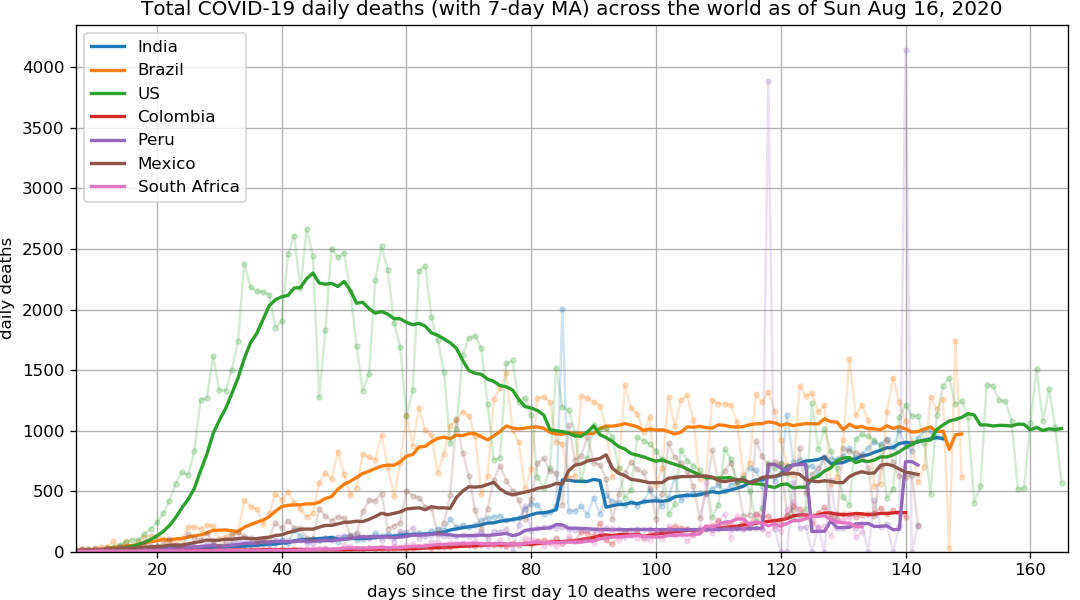 Total COVID-19 daily deaths (with 7-day MA) across the world as of Sun Aug 16, 2020
India
Brazil
US
Colombia
Peru
Mexico
South Africa
4000
3500
3000
2500
2000
1500
1000
500
0
daily deaths
20 40 60 80 100 120 140 160
days since the first day 10 deaths were recorded